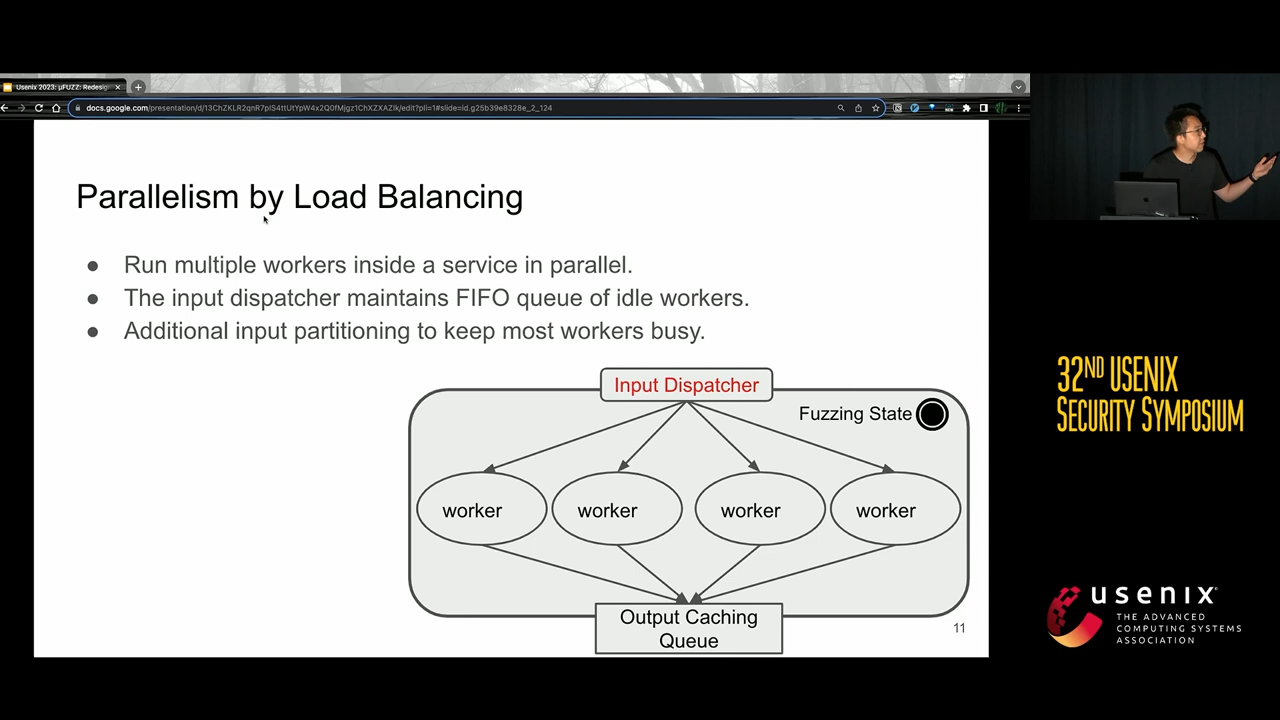 Usenix 2023: µFUZZ: Redesig
docs.google.com/presentation/d/13ChZKLR2qnR7piS4ttUtYpW4x2Q0fMjgz1ChXZXAZIk/edit?pli=1#slide=id.g25b39e8328e_2_124
Parallelism by Load Balancing
● Run multiple workers inside a service in parallel.
● The input dispatcher maintains FIFO queue of idle workers.
● Additional input partitioning to keep most workers busy.
Input Dispatcher
Fuzzing State
worker worker worker worker
Output Caching
Queue
11
32ND USENIX
SECURITY SYMPOSIUM
usenix
THE ADVANCED
COMPUTING SYSTEMS
ASSOCIATION